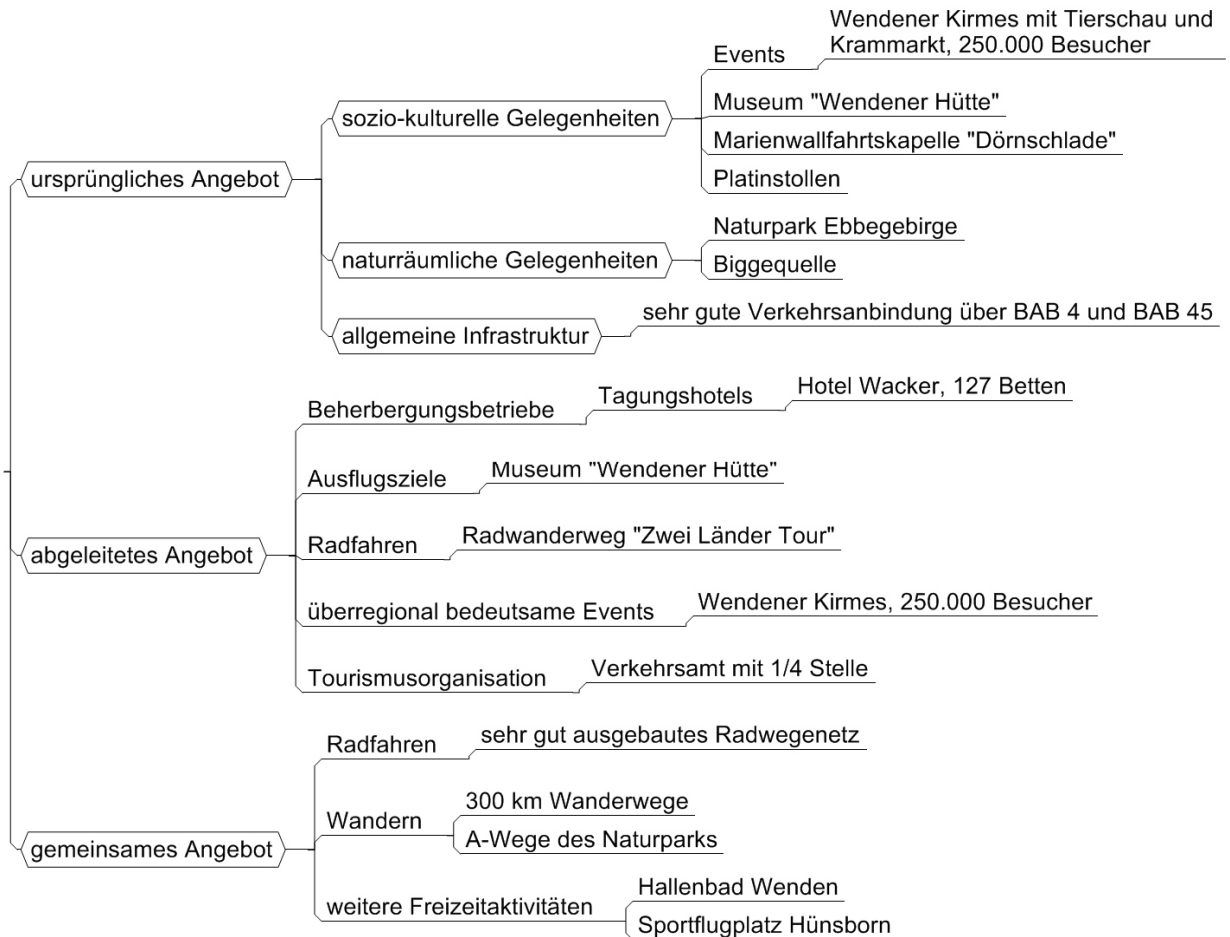 ursprüngliches Angebot
sozio-kulturelle Gelegenheiten
Events
Wendener Kirmes mit Tierschau und
Krammarkt, 250.000 Besucher
Museum "Wendener Hütte"
Marienwallfahrtskapelle "Dörnschlade"
Platinstollen
naturräumliche Gelegenheiten
Naturpark Ebbegebirge
Biggequelle
allgemeine Infrastruktur
sehr gute Verkehrsanbindung über BAB 4 und BAB 45
abgeleitetes Angebot
Beherbergungsbetriebe
Tagungshotels
Hotel Wacker, 127 Betten
Ausflugsziele
Museum "Wendener Hütte"
Radfahren
Radwanderweg "Zwei Länder Tour"
überregional bedeutsame Events
Wendener Kirmes, 250.000 Besucher
Tourismusorganisation
Verkehrsamt mit 1/4 Stelle
gemeinsames Angebot
Radfahren
sehr gut ausgebautes Radwegenetz
Wandern
300 km Wanderwege
A-Wege des Naturparks
weitere Freizeitaktivitäten
Hallenbad Wenden
Sportflugplatz Hünsborn